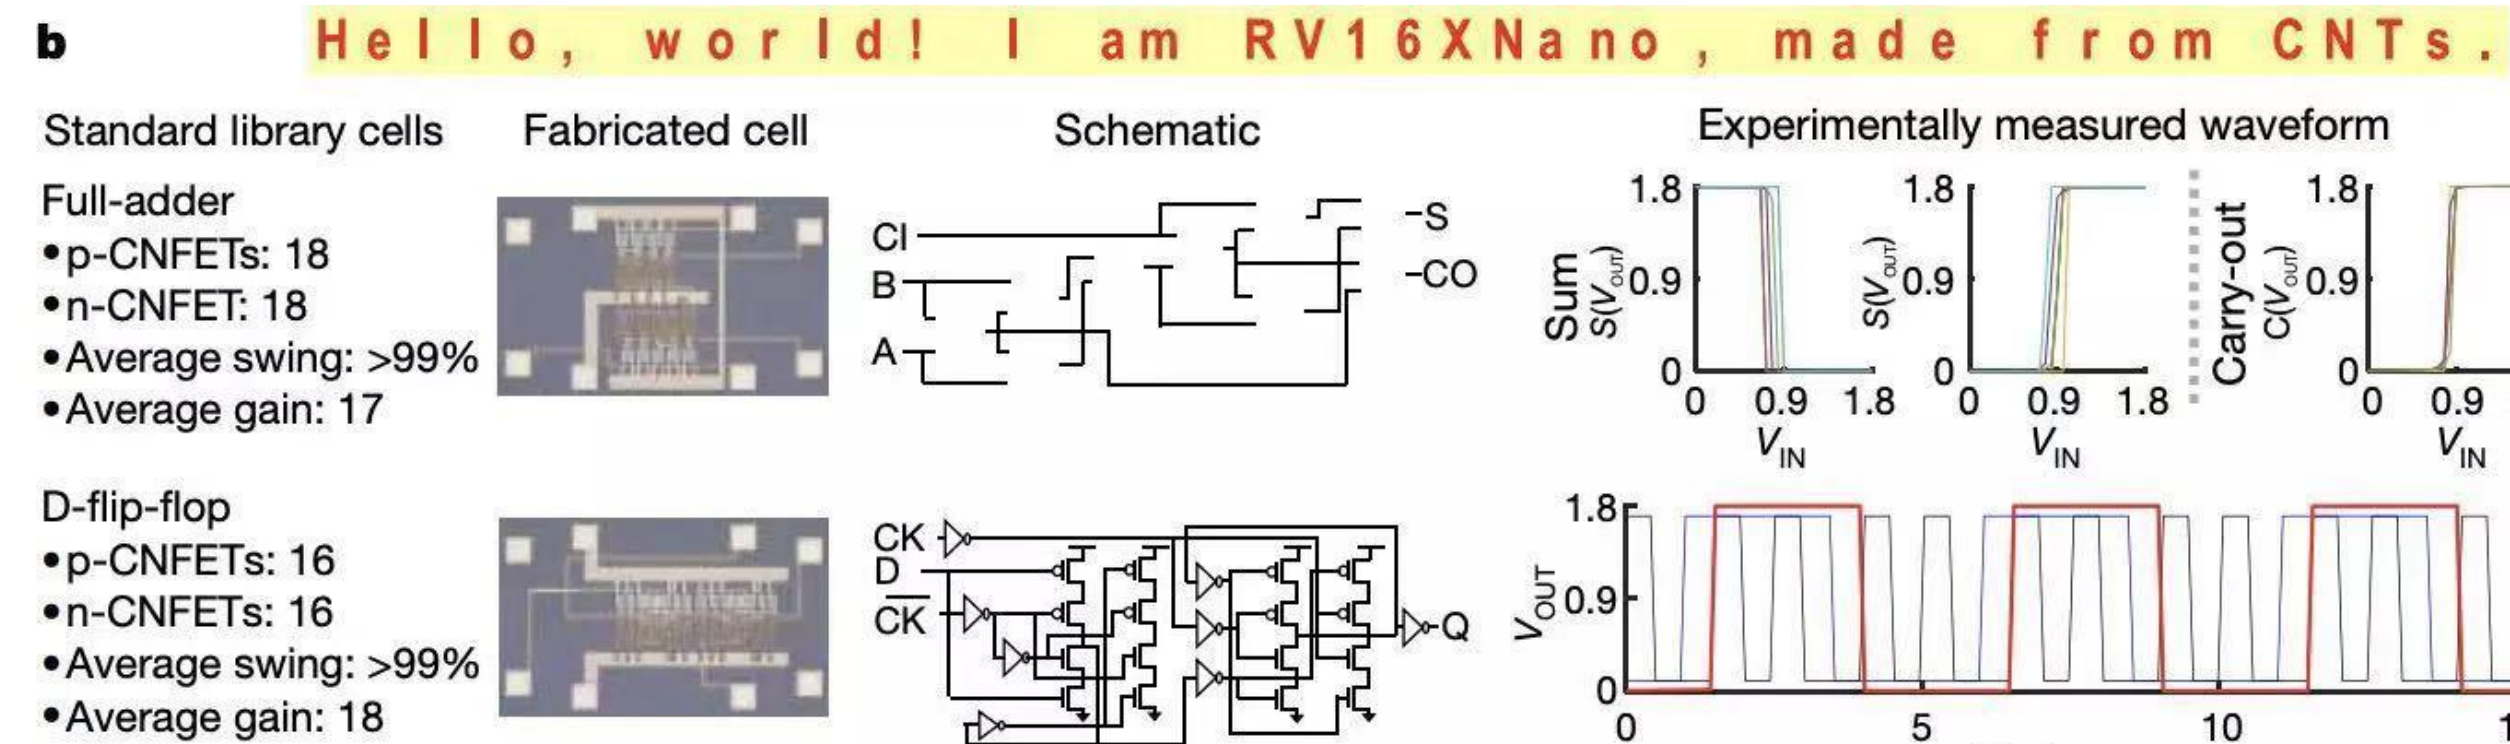 b
Hello, world! I am RV16XNano, made from CNTs.
Standard library cells
Fabricated cell
Schematic
Experimentally measured waveform
Full-adder
•p-CNFETs: 18
•n-CNFET: 18
•Average swing: >99%
•Average gain: 17
CI
B
A
–S
–CO
Sum
S(VOUT)
1.8
0.9
0
0 0.9 1.8
VIN
S(VOUT)
1.8
0.9
0
0 0.9 1.8
VIN
Carry-out
C(VOUT)
1.8
0.9
0
0 0.9
VIN
D-flip-flop
•p-CNFETs: 16
•n-CNFETs: 16
•Average swing: >99%
•Average gain: 18
CK
D
C̅K̅
Q
VOUT
1.8
0.9
0
0 5 10